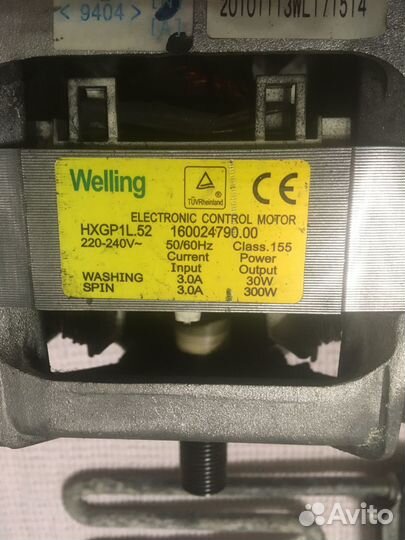 < 9404 >
[A]
20101113WL171514
Welling
TÜVRheinland
CE
ELECTRONIC CONTROL MOTOR
HXGP1L.52 160024790.00
220-240V~ 50/60Hz Class.155
Current Power
Input Output
WASHING 3.0A 30W
SPIN 3.0A 300W
Avito